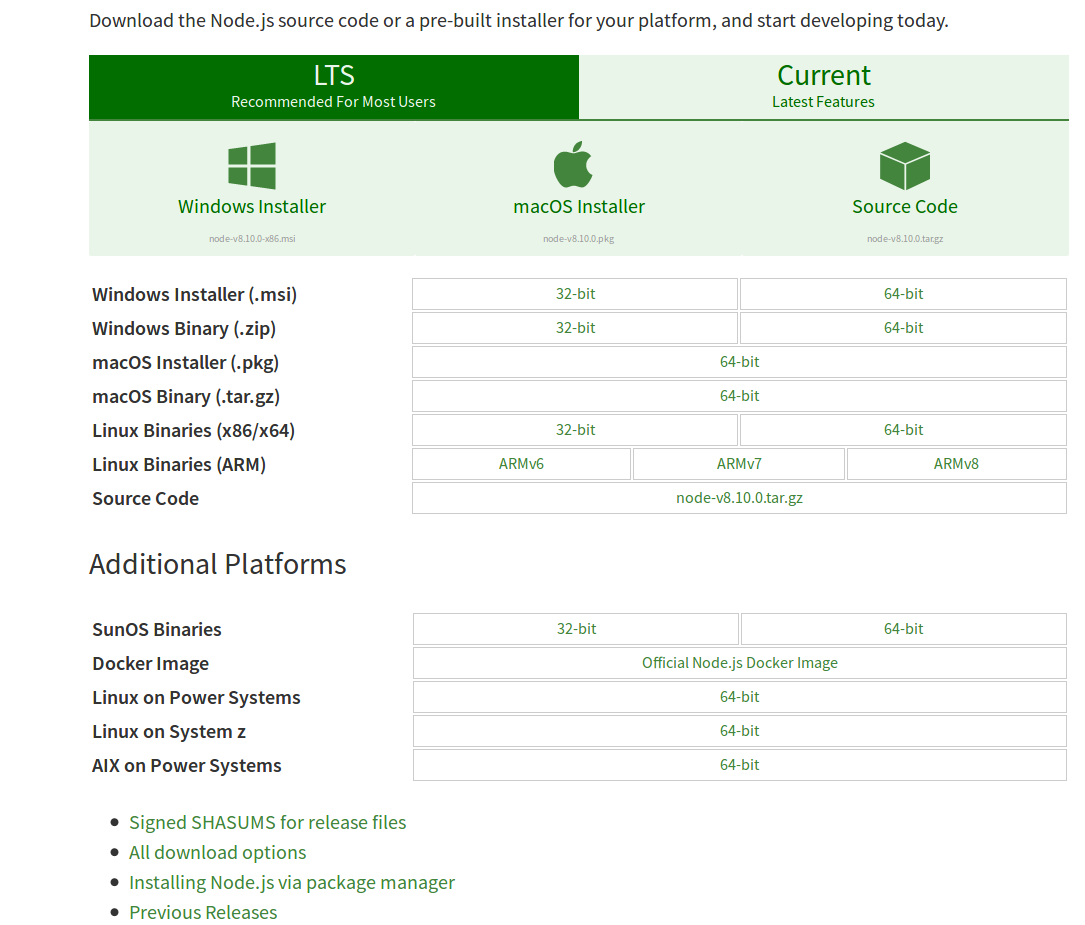 Download the Node.js source code or a pre-built installer for your platform, and start developing today.
LTS
Recommended For Most Users
Current
Latest Features
Windows Installer
node-v8.10.0-x86.msi
macOS Installer
node-v8.10.0.pkg
Source Code
node-v8.10.0.tar.gz
Windows Installer (.msi) 32-bit 64-bit
Windows Binary (.zip) 32-bit 64-bit
macOS Installer (.pkg) 64-bit
macOS Binary (.tar.gz) 64-bit
Linux Binaries (x86/x64) 32-bit 64-bit
Linux Binaries (ARM) ARMv6 ARMv7 ARMv8
Source Code node-v8.10.0.tar.gz
Additional Platforms
SunOS Binaries 32-bit 64-bit
Docker Image Official Node.js Docker Image
Linux on Power Systems 64-bit
Linux on System z 64-bit
AIX on Power Systems 64-bit
Signed SHASUMS for release files
All download options
Installing Node.js via package manager
Previous Releases